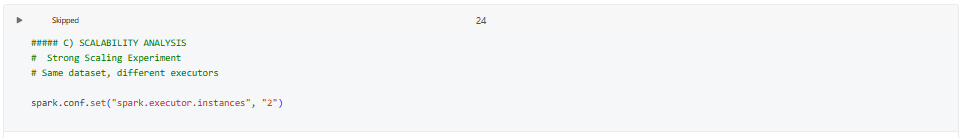 Skipped
24
##### C) SCALABILITY ANALYSIS
#  Strong Scaling Experiment
# Same dataset, different executors
spark.conf.set("spark.executor.instances", "2")